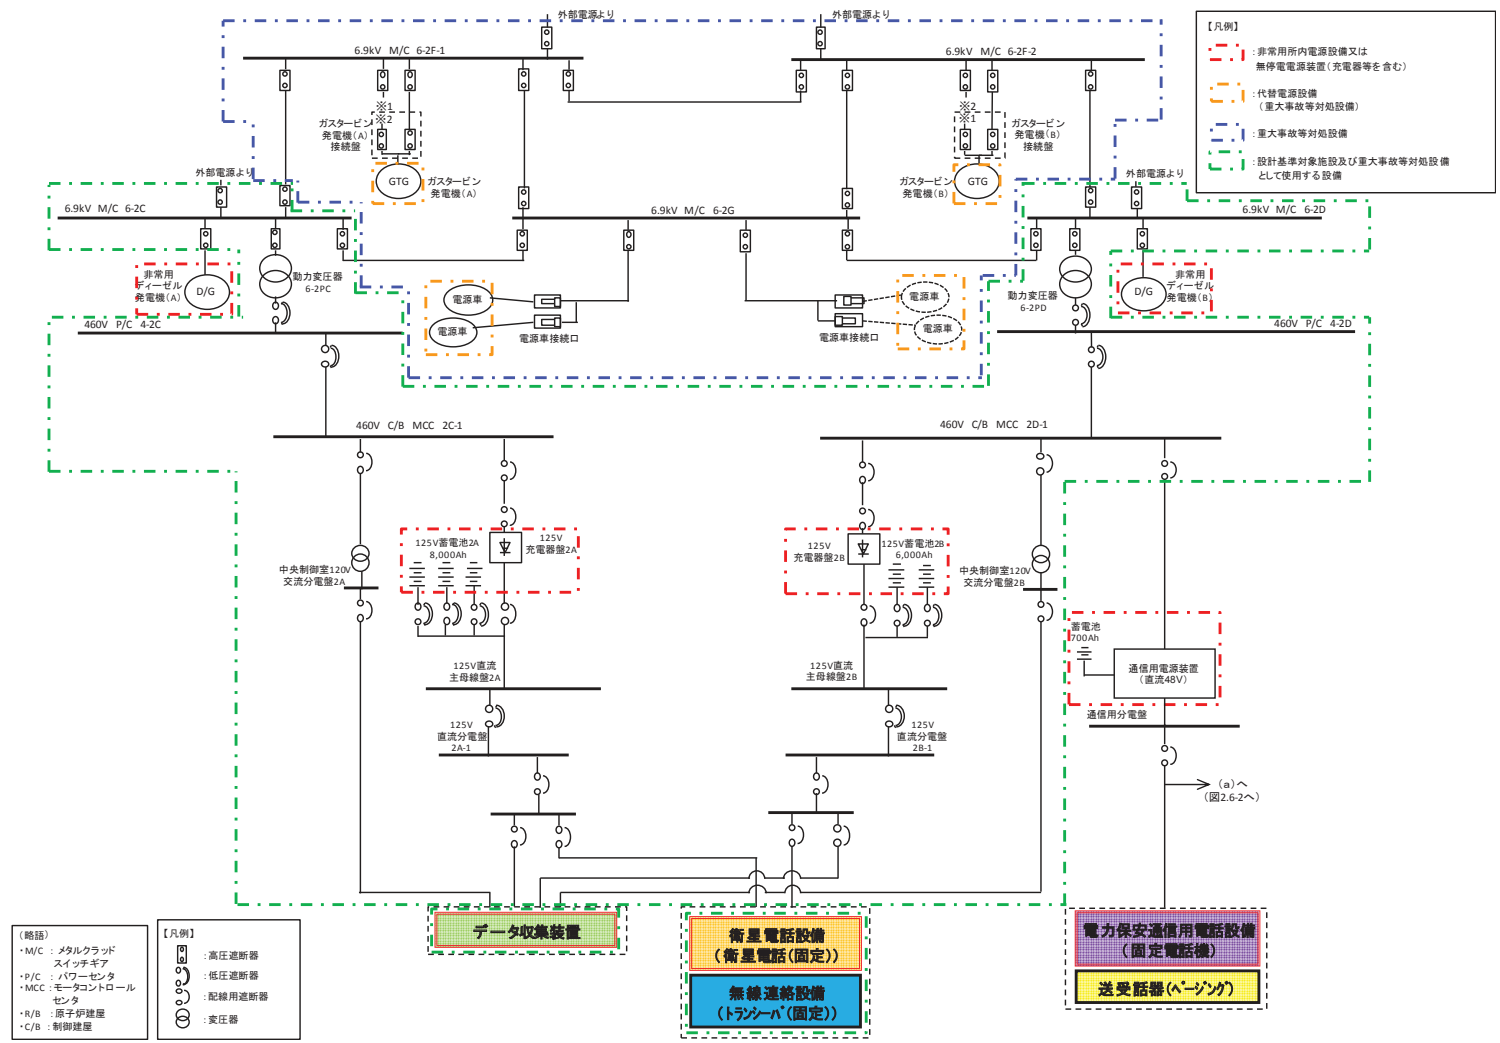 外部電源より
外部電源より
6.9kV M/C 6-2F-1
6.9kV M/C 6-2F-2
【凡例】
：非常用所内電源設備又は
無停電電源装置（充電器等を含む）
：代替電源設備
（重大事故等対処設備）
：重大事故等対処設備
：設計基準対象施設及び重大事故等対処設備
として使用する設備
※1
※2
ガスタービン
発電機（A）
接続盤
GTG
ガスタービン
発電機（A）
※2
※1
ガスタービン
発電機（B）
接続盤
GTG
ガスタービン
発電機（B）
外部電源より
外部電源より
6.9kV M/C 6-2C
6.9kV M/C 6-2G
6.9kV M/C 6-2D
非常用
ディーゼル
発電機（A）
D/G
動力変圧器
6-2PC
電源車
電源車
電源車接続口
電源車
電源車
電源車接続口
動力変圧器
6-2PD
D/G
非常用
ディーゼル
発電機（B）
460V P/C 4-2C
460V P/C 4-2D
460V C/B MCC 2C-1
460V C/B MCC 2D-1
125V蓄電池2A
8,000Ah
125V
充電器盤2A
125V
充電器盤2B
125V蓄電池2B
6,000Ah
中央制御室120V
交流分電盤2A
中央制御室120V
交流分電盤2B
蓄電池
700Ah
通信用電源装置
（直流48V）
通信用分電盤
125V直流
主母線盤2A
125V直流
主母線盤2B
125V
直流分電盤
2A-1
125V
直流分電盤
2B-1
(a)へ
(図2.6-2へ)
データ収集装置
衛星電話設備
（衛星電話（固定））
無線連絡設備
（トランシーバ（固定））
電力保安通信用電話設備
（固定電話機）
送受話器（ページング）
（略語）
・M/C ：メタルクラッド
スイッチギア
・P/C ：パワーセンタ
・MCC ：モータコントロール
センタ
・R/B ：原子炉建屋
・C/B ：制御建屋
【凡例】
：高圧遮断器
：低圧遮断器
：配線用遮断器
：変圧器